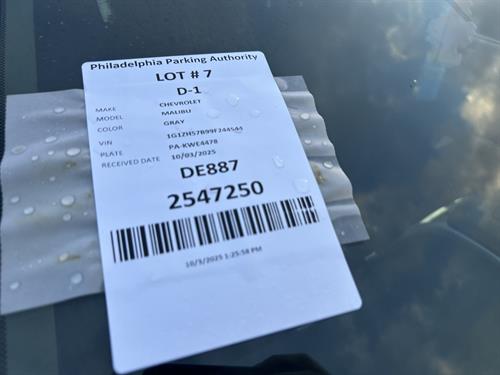 Philadelphia Parking Authority
LOT # 7
D-1
MAKE CHEVROLET
MODEL MALIBU
COLOR GRAY
VIN 1G1ZH57B99F244544
PLATE PA-KWE4478
RECEIVED DATE 10/03/2025
DE887
2547250
10/3/2025 1:25:58 PM